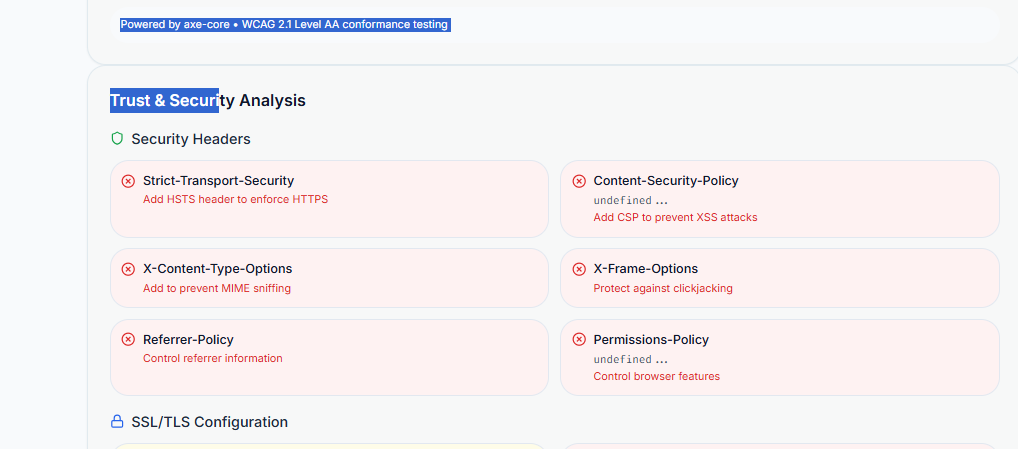 Powered by axe-core • WCAG 2.1 Level AA conformance testing
Trust & Security Analysis
Security Headers
Strict-Transport-Security
Add HSTS header to enforce HTTPS
Content-Security-Policy
undefined...
Add CSP to prevent XSS attacks
X-Content-Type-Options
Add to prevent MIME sniffing
X-Frame-Options
Protect against clickjacking
Referrer-Policy
Control referrer information
Permissions-Policy
undefined...
Control browser features
SSL/TLS Configuration